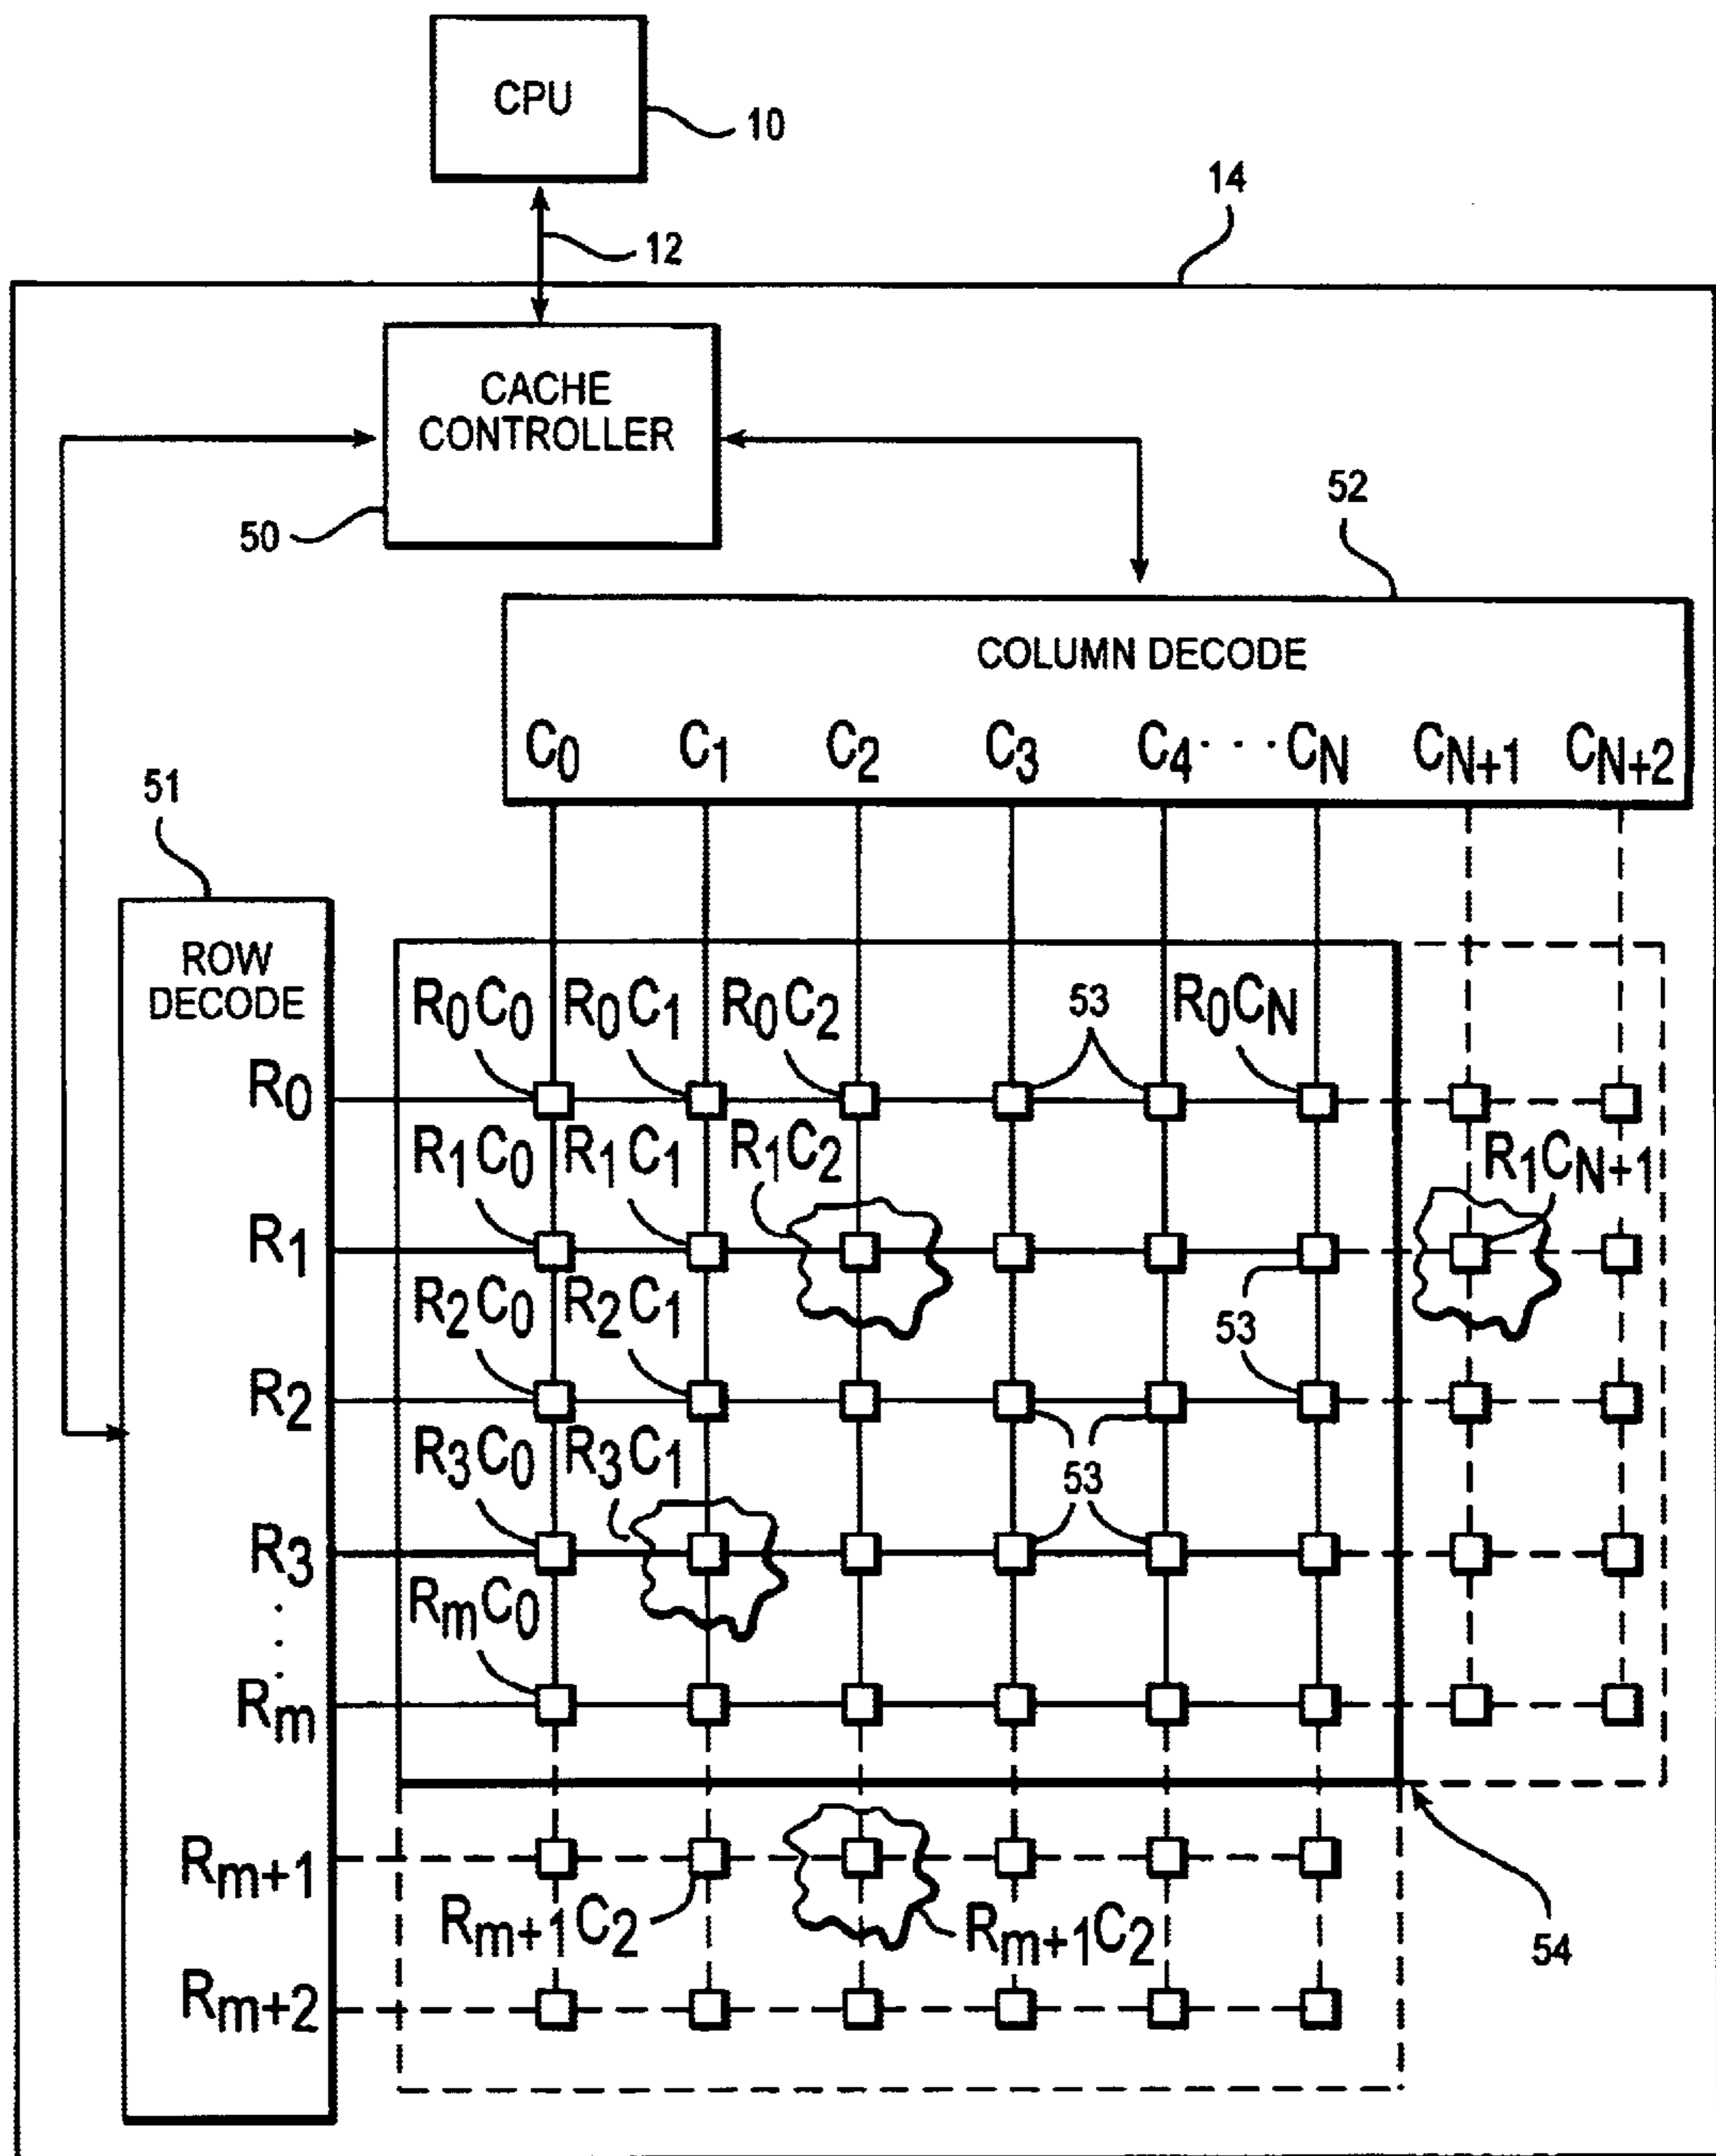 CPU
10
12
14
CACHE
CONTROLLER
50
52
COLUMN DECODE
C0 C1 C2 C3 C4 ··· CN CN+1 CN+2
51
ROW
DECODE
R0C0 R0C1 R0C2 53 R0CN
R0
R1C0 R1C1 R1C2 R1CN+1
R1
R2C0 R2C1 53
R2
R3C0 R3C1 53
R3
RmC0
Rm
Rm+1
Rm+1C2 Rm+1C2 54
Rm+2